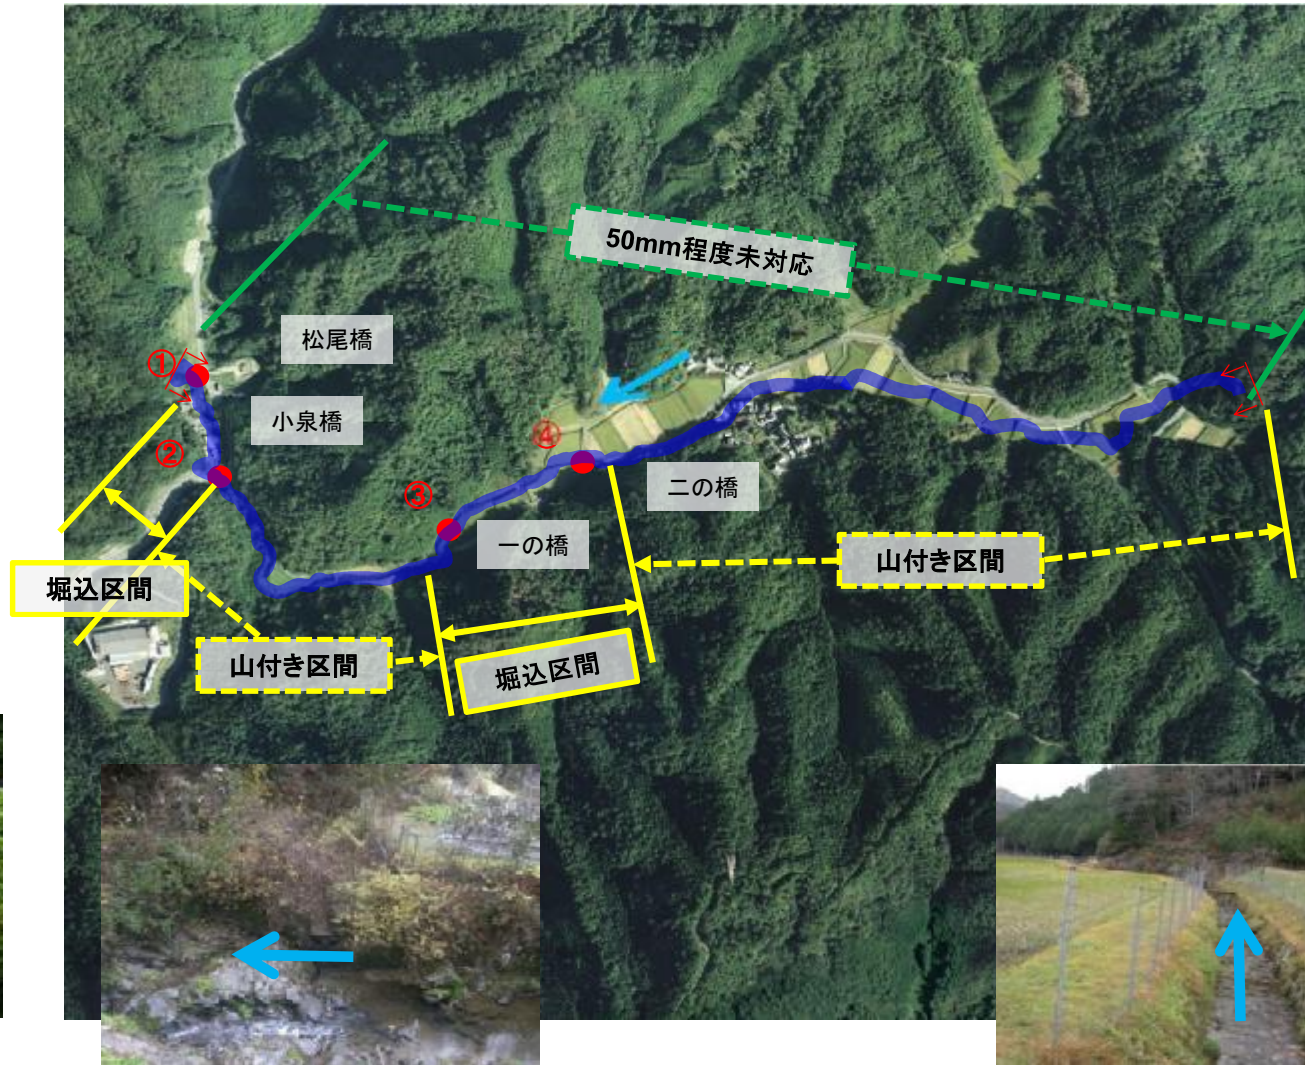 50mm程度未対応
松尾橋
①
小泉橋
②
④
二の橋
③
一の橋
山付き区間
堀込区間
山付き区間
堀込区間